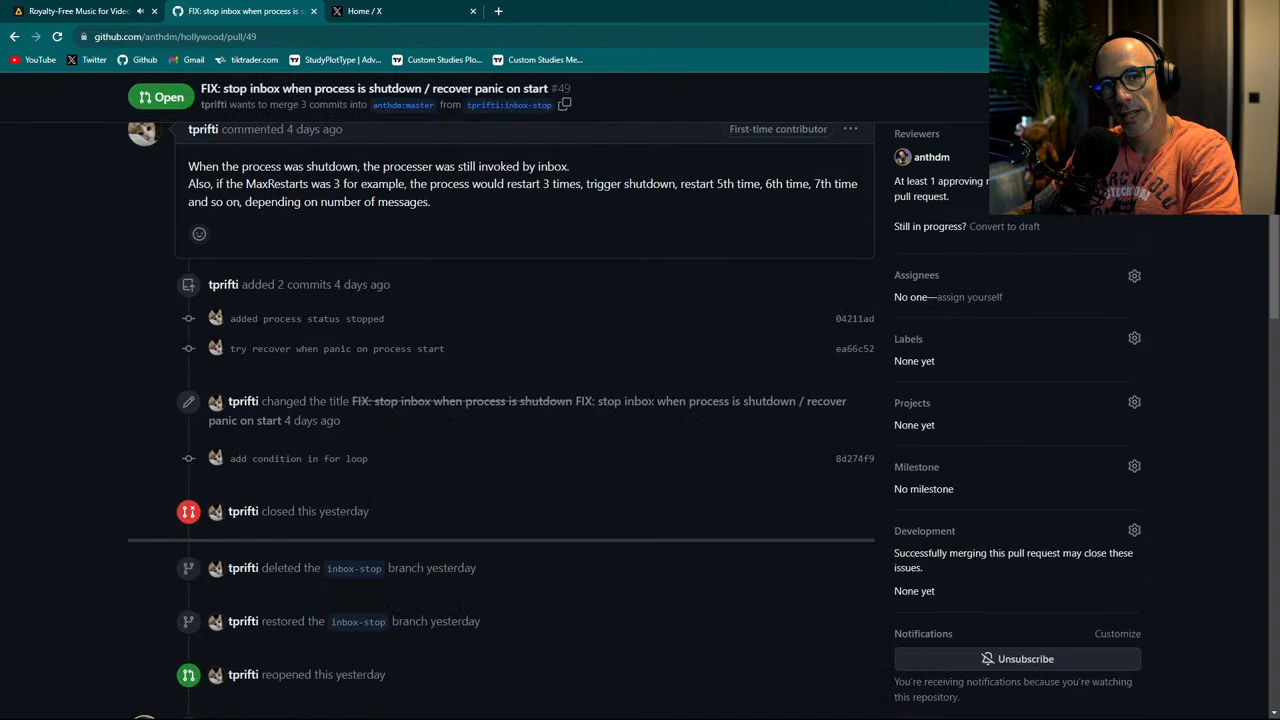 Royalty-Free Music for Video
FIX: stop inbox when process is s
Home / X
github.com/anthdm/hollywood/pull/49
YouTube
Twitter
Github
Gmail
tiktrader.com
StudyPlotType | Adv...
Custom Studies Plo...
Custom Studies Me...
Open
FIX: stop inbox when process is shutdown / recover panic on start #49
tprifti wants to merge 3 commits into anthdm:master from tprifti:inbox-stop
tprifti commented 4 days ago
First-time contributor
When the process was shutdown, the processer was still invoked by inbox.
Also, if the MaxRestarts was 3 for example, the process would restart 3 times, trigger shutdown, restart 5th time, 6th time, 7th time
and so on, depending on number of messages.
tprifti added 2 commits 4 days ago
added process status stopped 04211ad
try recover when panic on process start ea66c52
tprifti changed the title FIX: stop inbox when process is shutdown FIX: stop inbox when process is shutdown / recover
panic on start 4 days ago
add condition in for loop 8d274f9
tprifti closed this yesterday
tprifti deleted the inbox-stop branch yesterday
tprifti restored the inbox-stop branch yesterday
tprifti reopened this yesterday
Reviewers
anthdm
At least 1 approving
pull request.
Still in progress? Convert to draft
Assignees
No one—assign yourself
Labels
None yet
Projects
None yet
Milestone
No milestone
Development
Successfully merging this pull request may close these
issues.
None yet
Notifications
Customize
Unsubscribe
You're receiving notifications because you're watching
this repository.